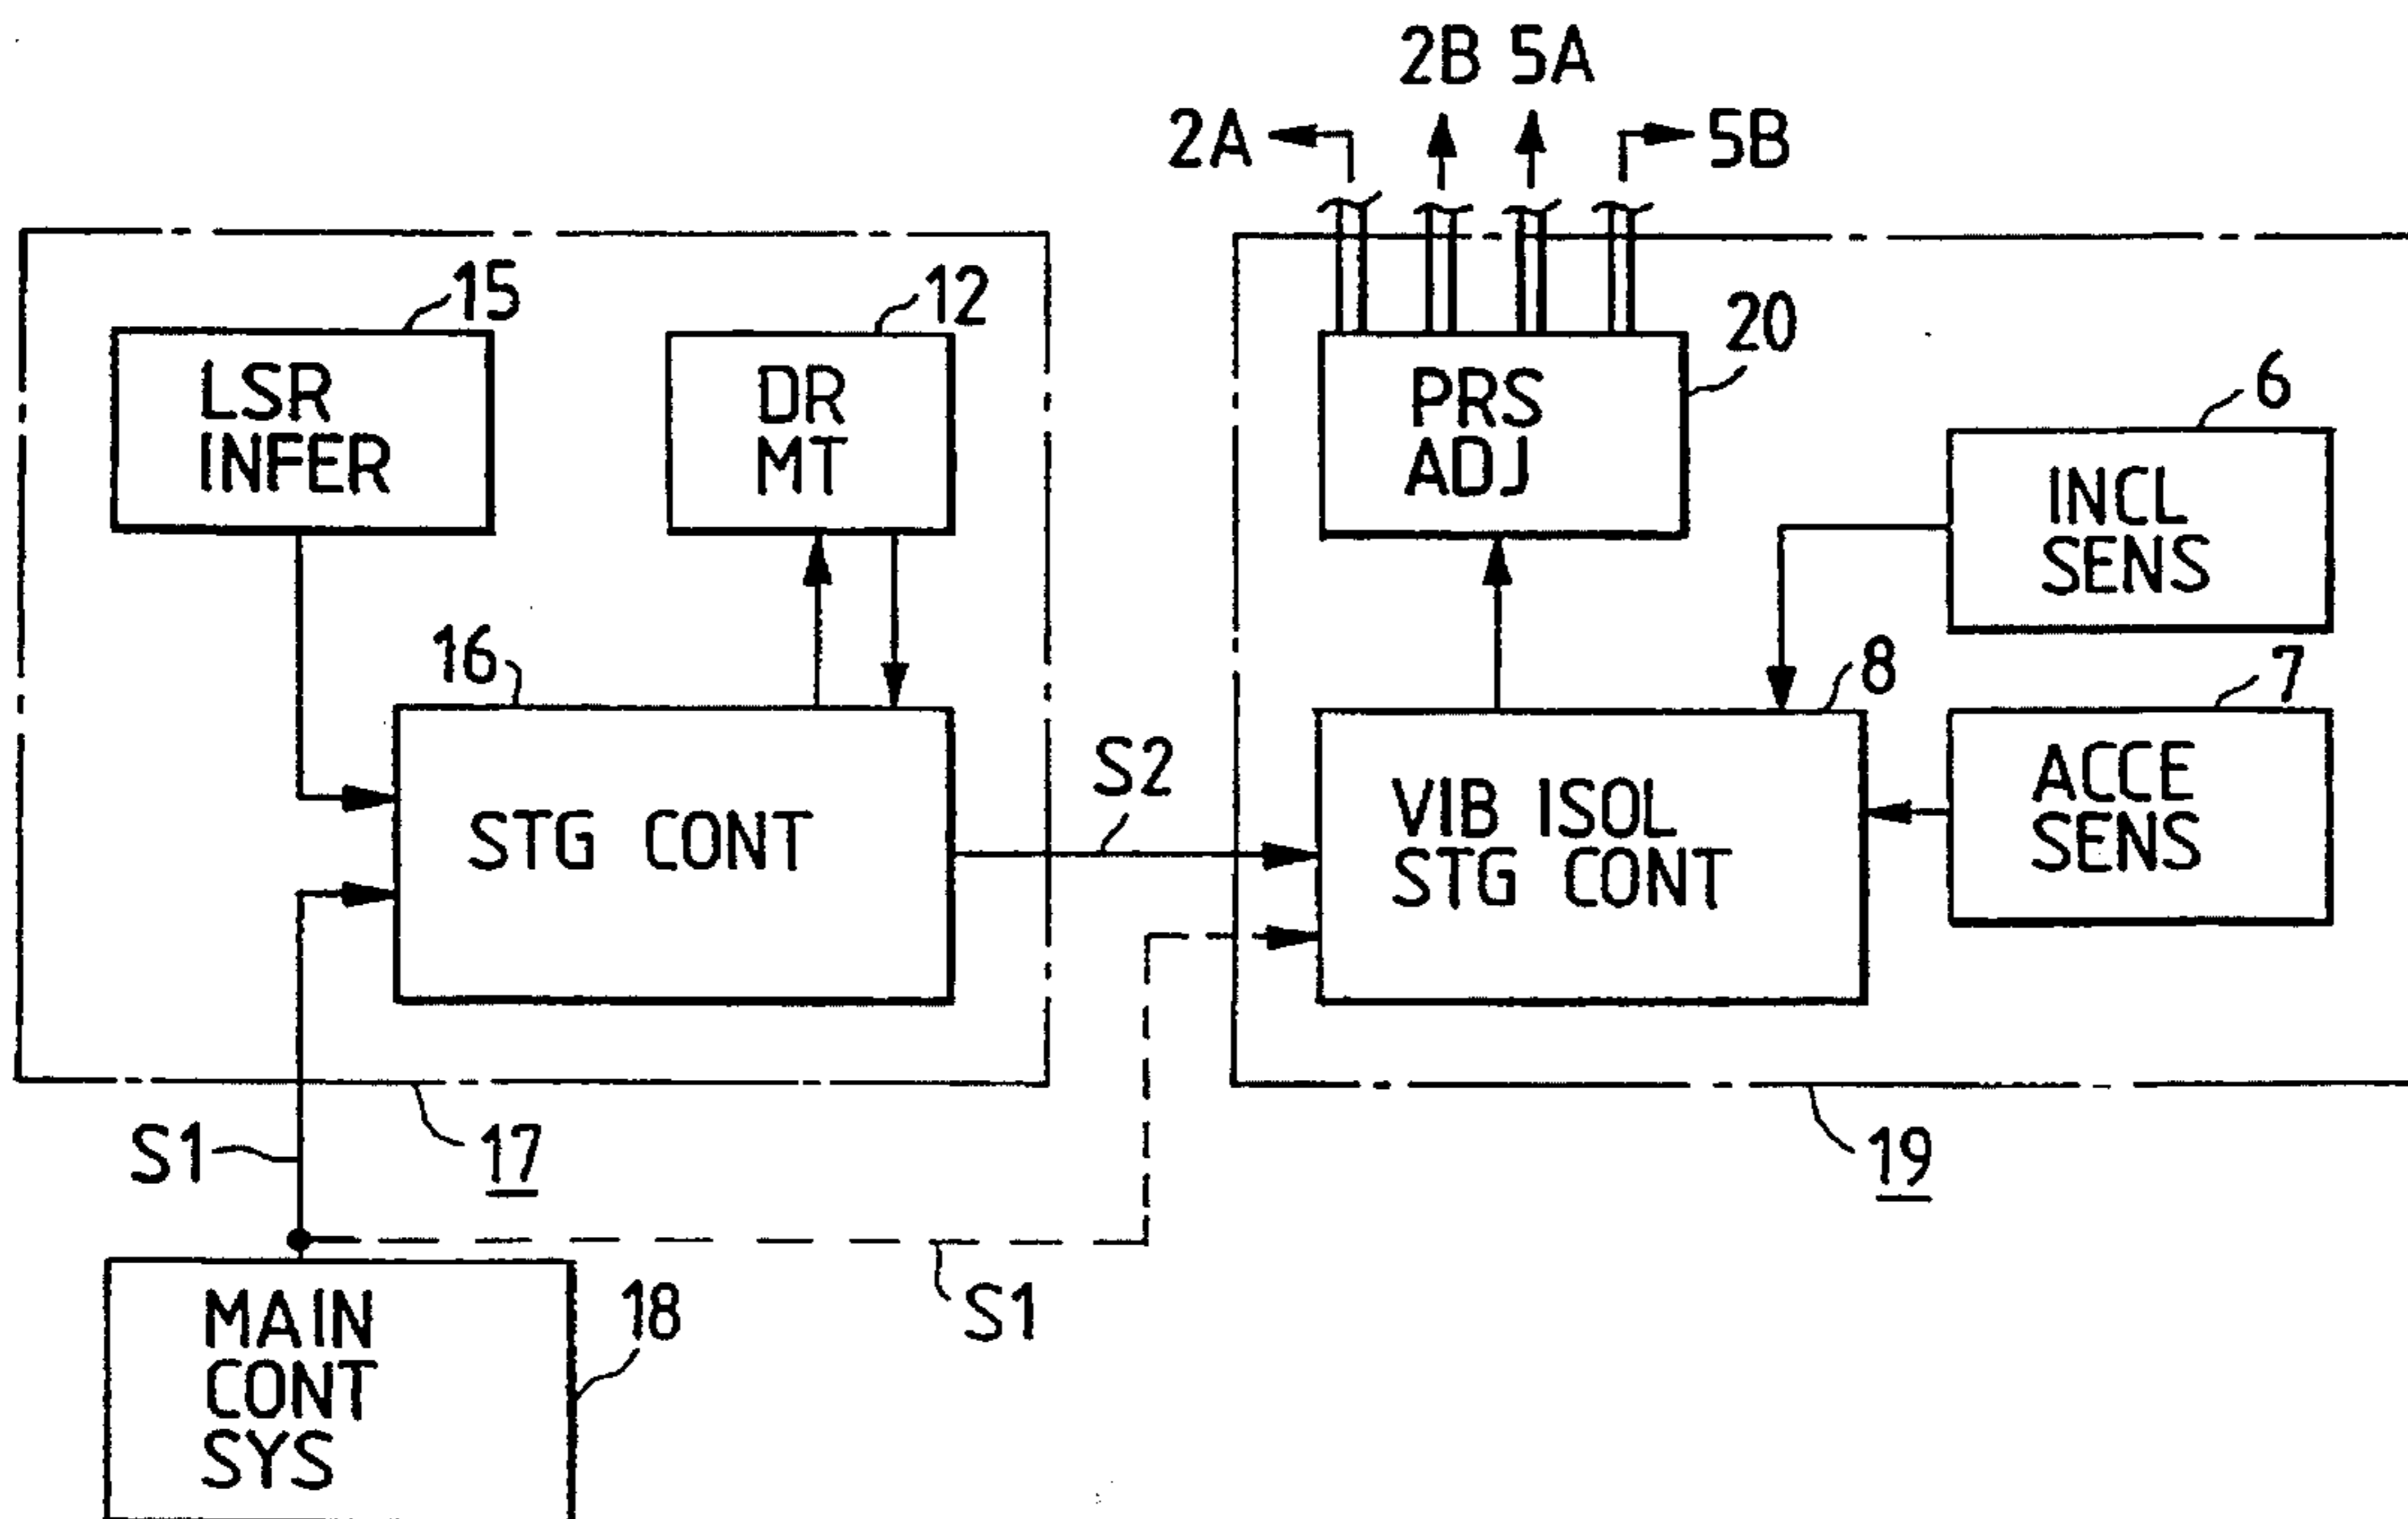 2B 5A
2A
5B
15
12
20
6
LSR
INFER
DR
MT
PRS
ADJ
INCL
SENS
16
8
7
S2
STG CONT
VIB ISOL
STG CONT
ACCE
SENS
S1
17
19
S1
18
MAIN
CONT
SYS